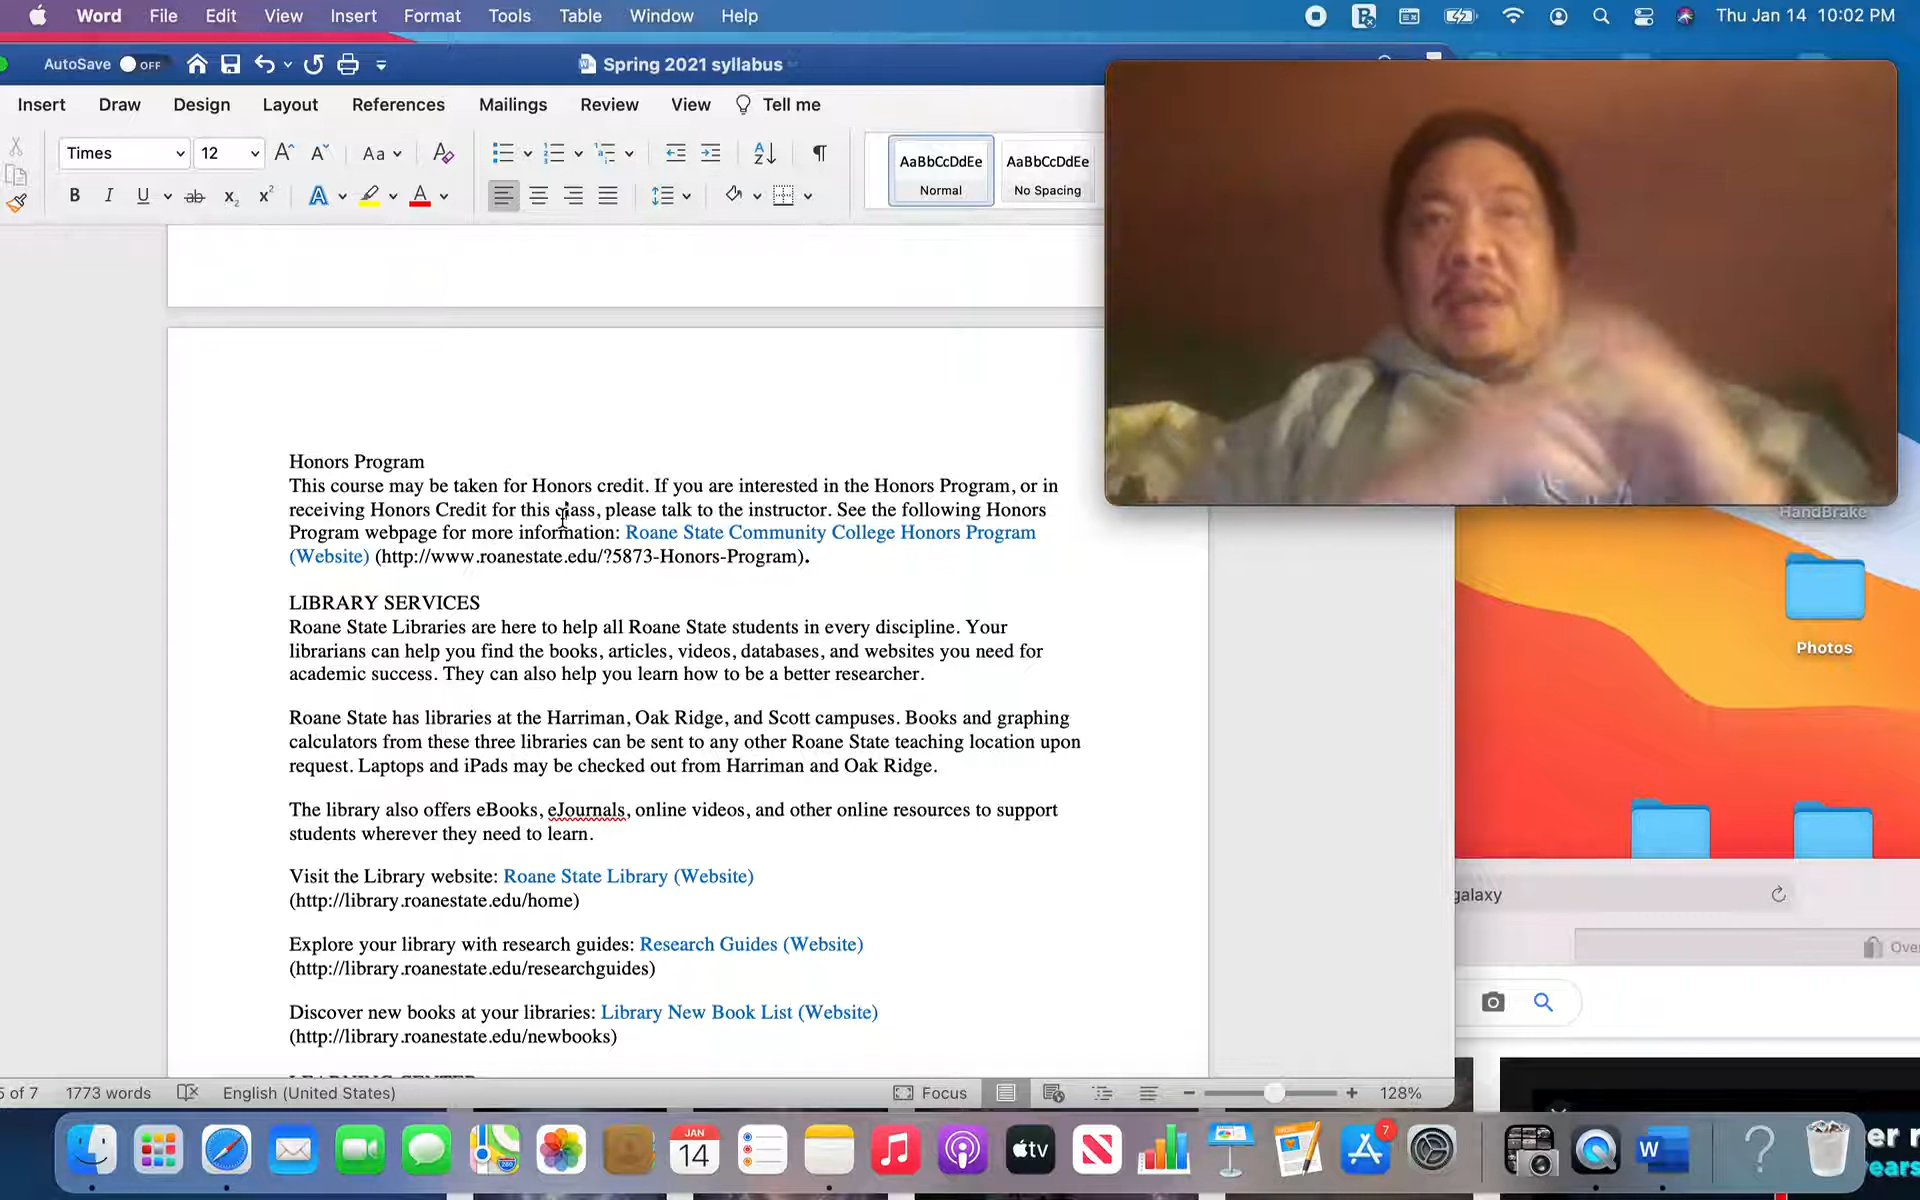 Word File Edit View Insert Format Tools Table Window Help Thu Jan 14 10:02 PM
AutoSave OFF Spring 2021 syllabus
Insert Draw Design Layout References Mailings Review View Tell me
Times 12 Aa AaBbCcDdEe AaBbCcDdEe
B I U ab x₂ x² A A Normal No Spacing
Honors Program
This course may be taken for Honors credit. If you are interested in the Honors Program, or in
receiving Honors Credit for this class, please talk to the instructor. See the following Honors
Program webpage for more information: Roane State Community College Honors Program
(Website) (http://www.roanestate.edu/?5873-Honors-Program).
LIBRARY SERVICES
Roane State Libraries are here to help all Roane State students in every discipline. Your
librarians can help you find the books, articles, videos, databases, and websites you need for
academic success. They can also help you learn how to be a better researcher.
Roane State has libraries at the Harriman, Oak Ridge, and Scott campuses. Books and graphing
calculators from these three libraries can be sent to any other Roane State teaching location upon
request. Laptops and iPads may be checked out from Harriman and Oak Ridge.
The library also offers eBooks, eJournals, online videos, and other online resources to support
students wherever they need to learn.
Visit the Library website: Roane State Library (Website)
(http://library.roanestate.edu/home)
Explore your library with research guides: Research Guides (Website)
(http://library.roanestate.edu/researchguides)
Discover new books at your libraries: Library New Book List (Website)
(http://library.roanestate.edu/newbooks)
LEARNING CENTER
5 of 7 1773 words English (United States) Focus 128%
HandBrake
Photos
galaxy
Over
JAN
14
tv
7
W
er
ears